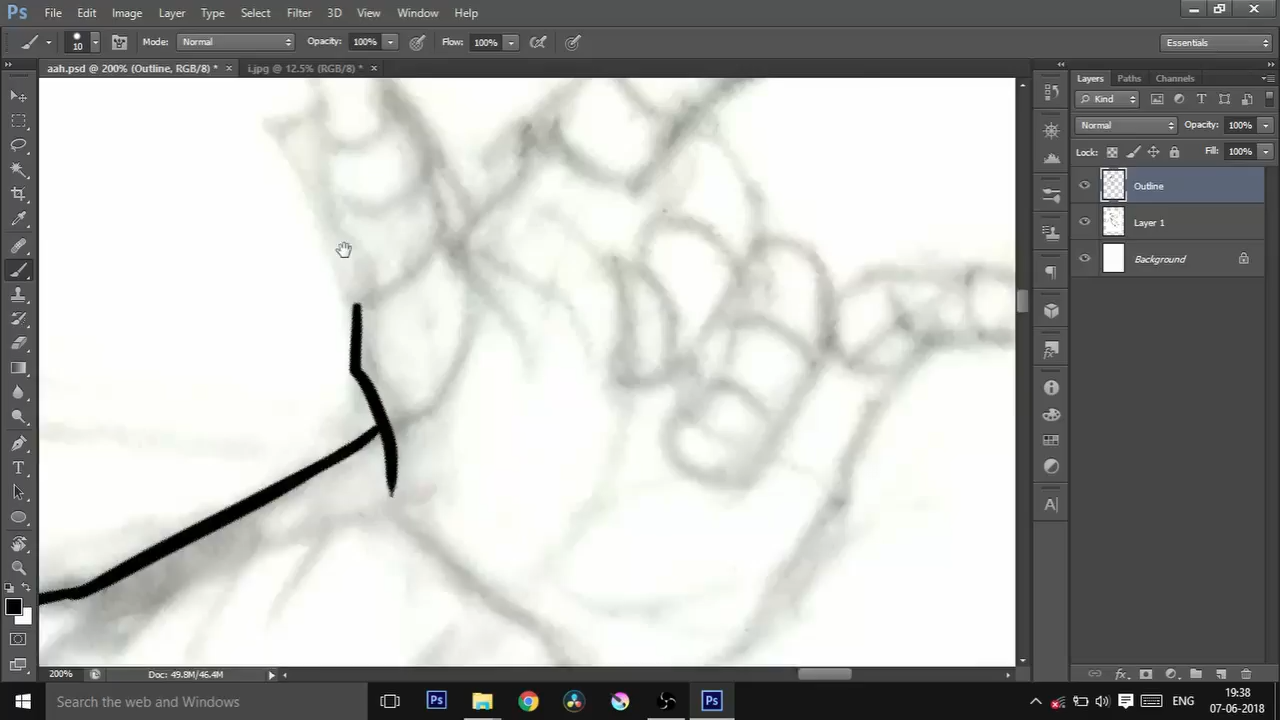 Ps File Edit Image Layer Type Select Filter 3D View Window Help
10 Mode: Normal Opacity: 100% Flow: 100% Essentials
aah.psd @ 200% (Outline, RGB/8) * × i.jpg @ 12.5% (RGB/8) * ×
Layers Paths Channels
Kind
Normal Opacity: 100%
Lock: Fill: 100%
Outline
Layer 1
Background
200% Doc: 49.8M/46.4M
Search the web and Windows
ENG
19:38
07-06-2018